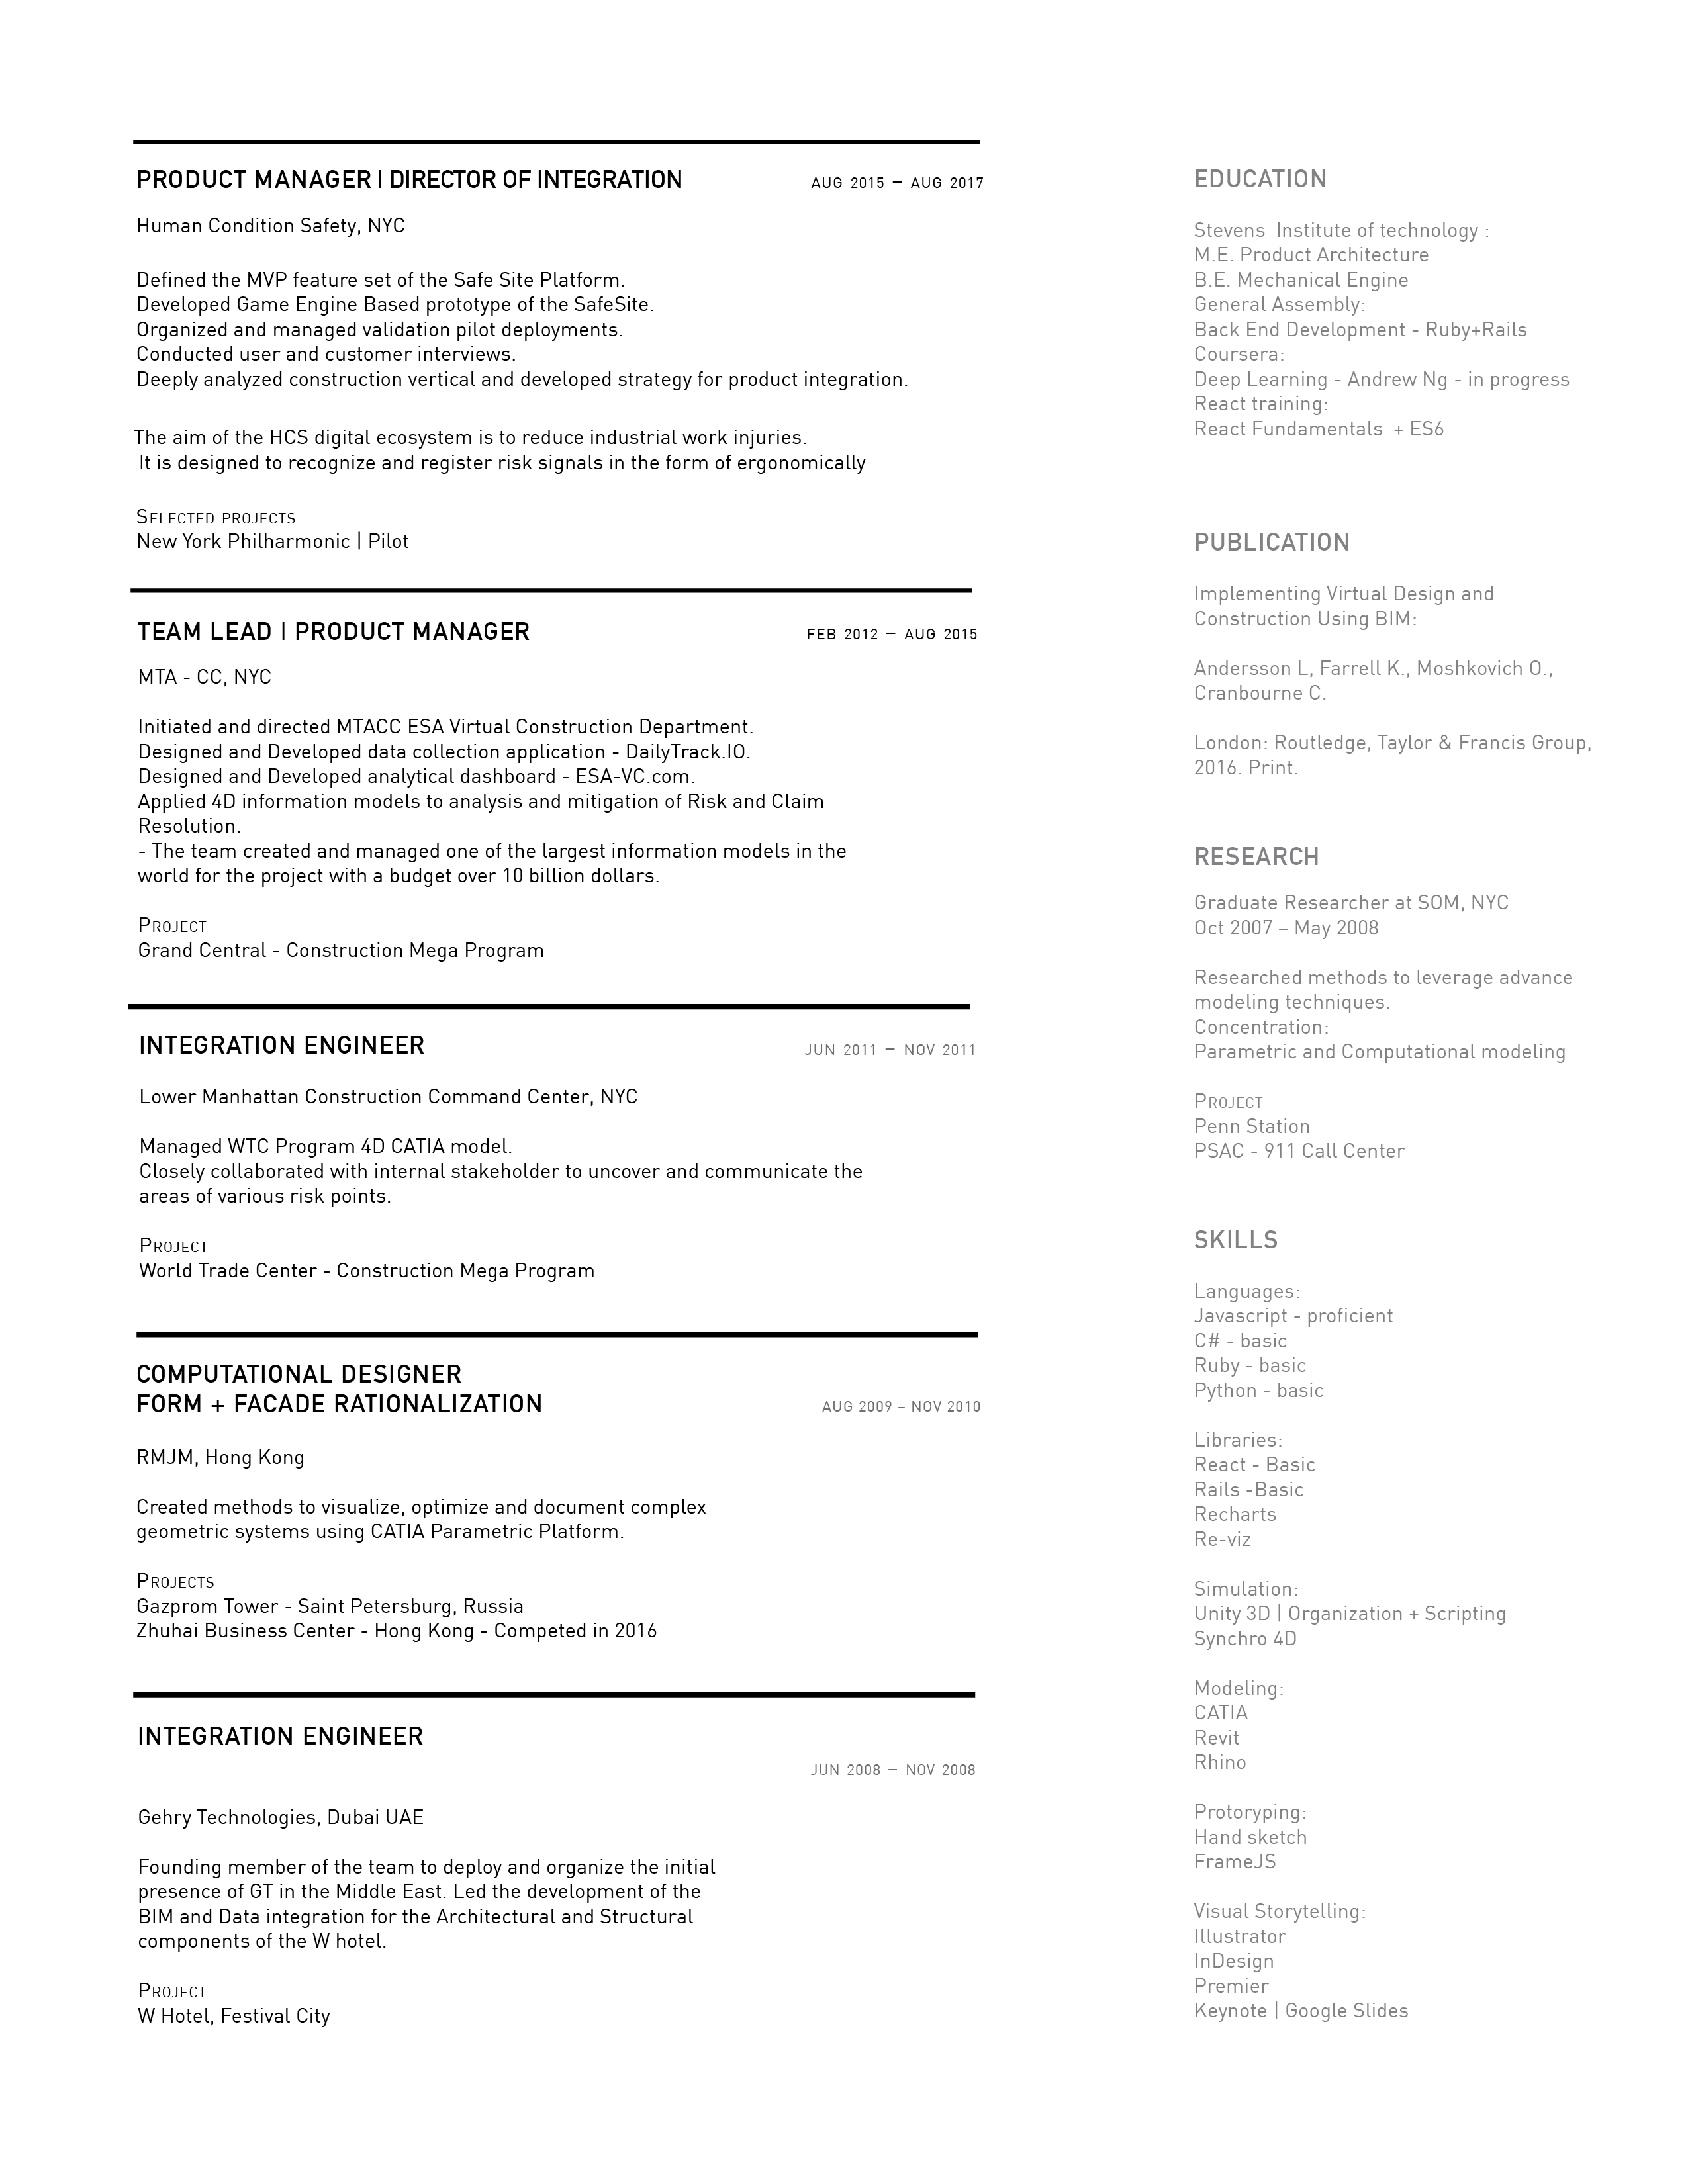 PRODUCT MANAGER | DIRECTOR OF INTEGRATION
AUG 2015 – AUG 2017
Human Condition Safety, NYC
Defined the MVP feature set of the Safe Site Platform.
Developed Game Engine Based prototype of the SafeSite.
Organized and managed validation pilot deployments.
Conducted user and customer interviews.
Deeply analyzed construction vertical and developed strategy for product integration.
The aim of the HCS digital ecosystem is to reduce industrial work injuries.
It is designed to recognize and register risk signals in the form of ergonomically
Selected projects
New York Philharmonic | Pilot
TEAM LEAD | PRODUCT MANAGER
FEB 2012 – AUG 2015
MTA - CC, NYC
Initiated and directed MTACC ESA Virtual Construction Department.
Designed and Developed data collection application - DailyTrack.IO.
Designed and Developed analytical dashboard - ESA-VC.com.
Applied 4D information models to analysis and mitigation of Risk and Claim
Resolution.
- The team created and managed one of the largest information models in the
world for the project with a budget over 10 billion dollars.
Project
Grand Central - Construction Mega Program
INTEGRATION ENGINEER
JUN 2011 – NOV 2011
Lower Manhattan Construction Command Center, NYC
Managed WTC Program 4D CATIA model.
Closely collaborated with internal stakeholder to uncover and communicate the
areas of various risk points.
Project
World Trade Center - Construction Mega Program
COMPUTATIONAL DESIGNER
FORM + FACADE RATIONALIZATION
AUG 2009 – NOV 2010
RMJM, Hong Kong
Created methods to visualize, optimize and document complex
geometric systems using CATIA Parametric Platform.
Projects
Gazprom Tower - Saint Petersburg, Russia
Zhuhai Business Center - Hong Kong - Competed in 2016
INTEGRATION ENGINEER
JUN 2008 – NOV 2008
Gehry Technologies, Dubai UAE
Founding member of the team to deploy and organize the initial
presence of GT in the Middle East. Led the development of the
BIM and Data integration for the Architectural and Structural
components of the W hotel.
Project
W Hotel, Festival City
EDUCATION
Stevens  Institute of technology :
M.E. Product Architecture
B.E. Mechanical Engine
General Assembly:
Back End Development - Ruby+Rails
Coursera:
Deep Learning - Andrew Ng - in progress
React training:
React Fundamentals  + ES6
PUBLICATION
Implementing Virtual Design and
Construction Using BIM:
Andersson L, Farrell K., Moshkovich O.,
Cranbourne C.
London: Routledge, Taylor & Francis Group,
2016. Print.
RESEARCH
Graduate Researcher at SOM, NYC
Oct 2007 – May 2008
Researched methods to leverage advance
modeling techniques.
Concentration:
Parametric and Computational modeling
Project
Penn Station
PSAC - 911 Call Center
SKILLS
Languages:
Javascript - proficient
C# - basic
Ruby - basic
Python - basic
Libraries:
React - Basic
Rails -Basic
Recharts
Re-viz
Simulation:
Unity 3D | Organization + Scripting
Synchro 4D
Modeling:
CATIA
Revit
Rhino
Protoryping:
Hand sketch
FrameJS
Visual Storytelling:
Illustrator
InDesign
Premier
Keynote | Google Slides